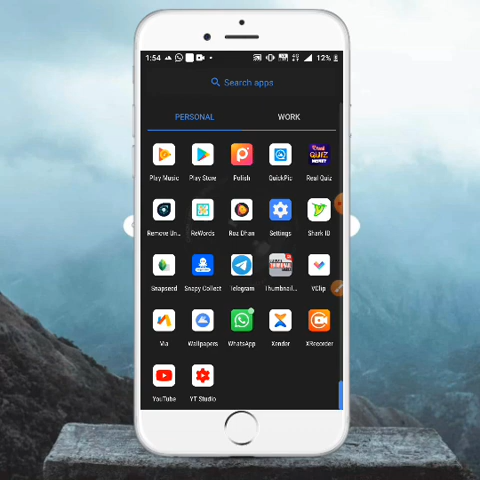 1:54 12%
Search apps
PERSONAL WORK
Play Music Play Store Polish QuickPic Real Quiz
Remove Un... ReWords Roz Dhan Settings Shark ID
Snapseed Snapy Collect Telegram Thumbnail... VClip
Via Wallpapers WhatsApp Xender XRecorder
YouTube YT Studio